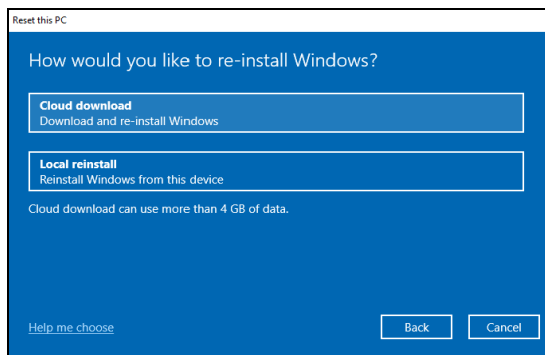 Reset this PC
How would you like to re-install Windows?
Cloud download
Download and re-install Windows
Local reinstall
Reinstall Windows from this device
Cloud download can use more than 4 GB of data.
Help me choose
Back
Cancel